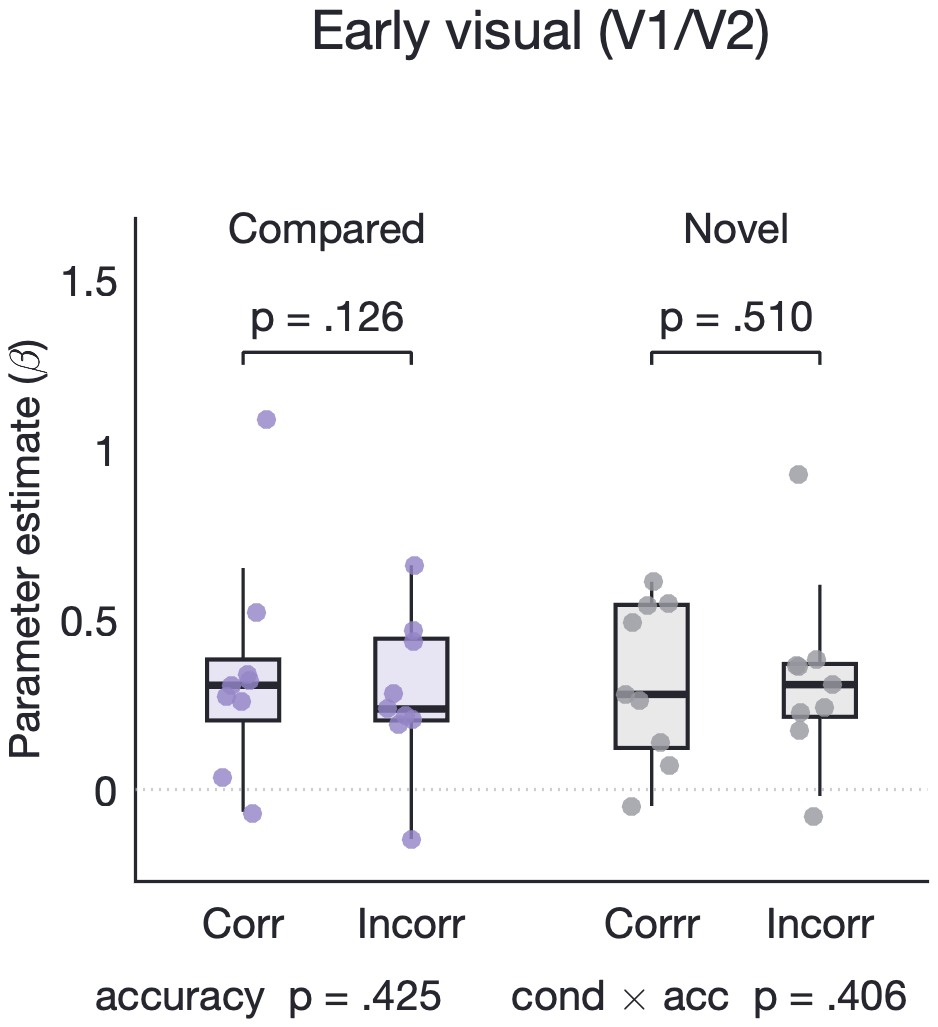 Early visual (V1/V2)
Compared Novel
1.5
p = .126 p = .510
Parameter estimate (β)
1
0.5
0
Corr Incorr Corrr Incorr
accuracy p = .425 cond × acc p = .406